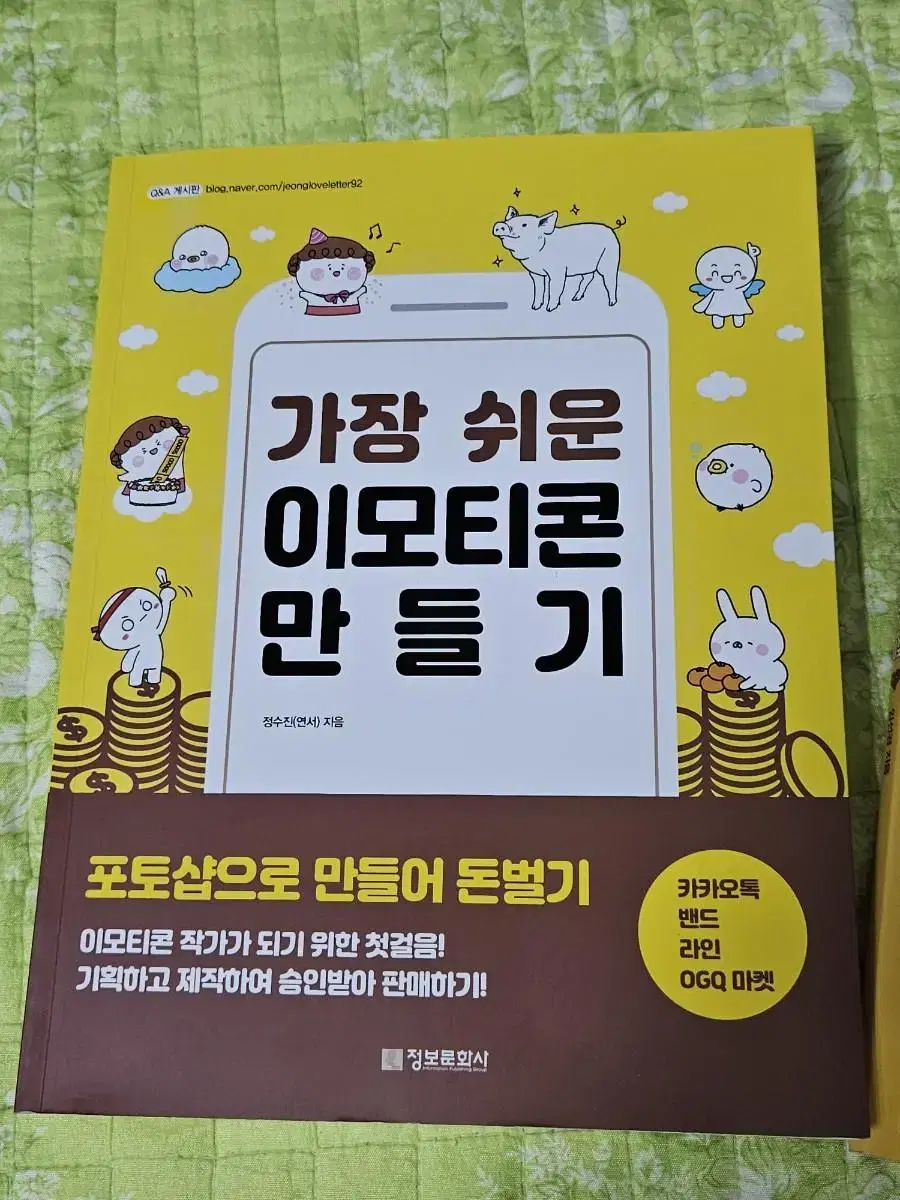 Q&A 게시판 blog.naver.com/jeongloveletter92
가장 쉬운
이모티콘
만들기
정수진(연서) 지음
포토샵으로 만들어 돈벌기
이모티콘 작가가 되기 위한 첫걸음!
기획하고 제작하여 승인받아 판매하기!
카카오톡
밴드
라인
OGQ 마켓
정보문화사
Information Publishing Group